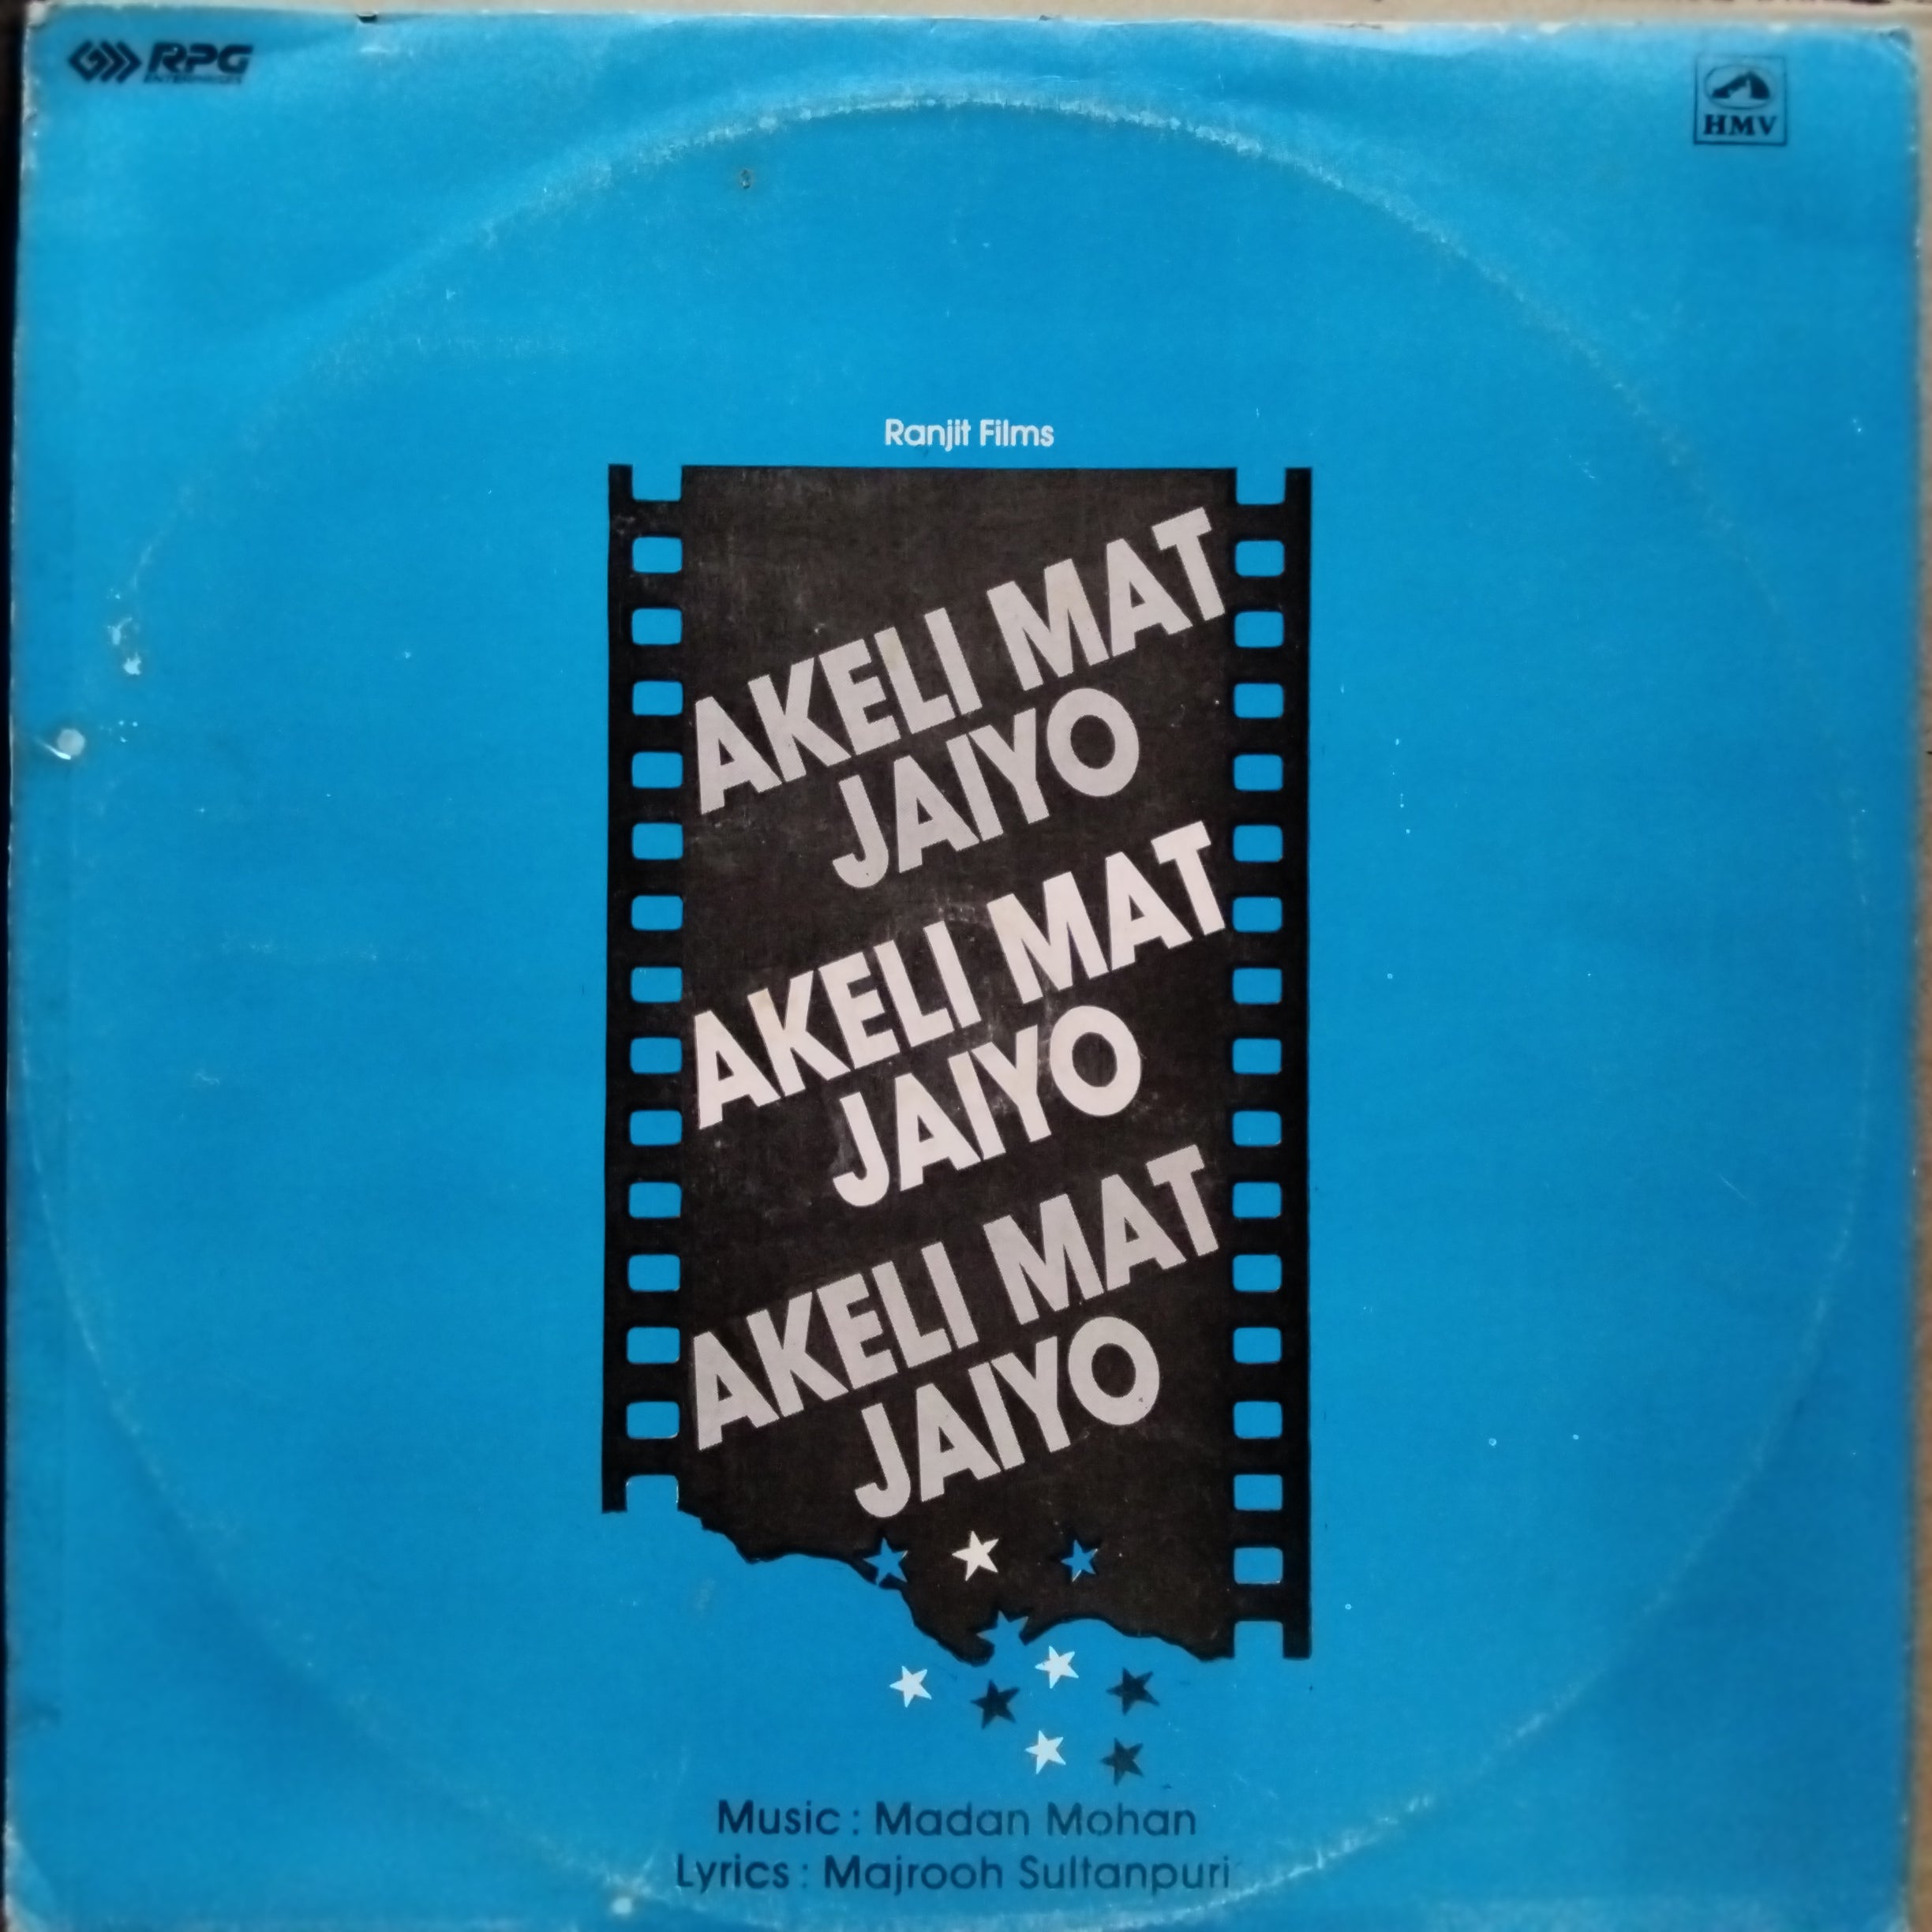 RPG
ENTERPRISES
HMV
Ranjit Films
AKELI MAT
JAIYO
AKELI MAT
JAIYO
AKELI MAT
JAIYO
Music : Madan Mohan
Lyrics : Majrooh Sultanpuri